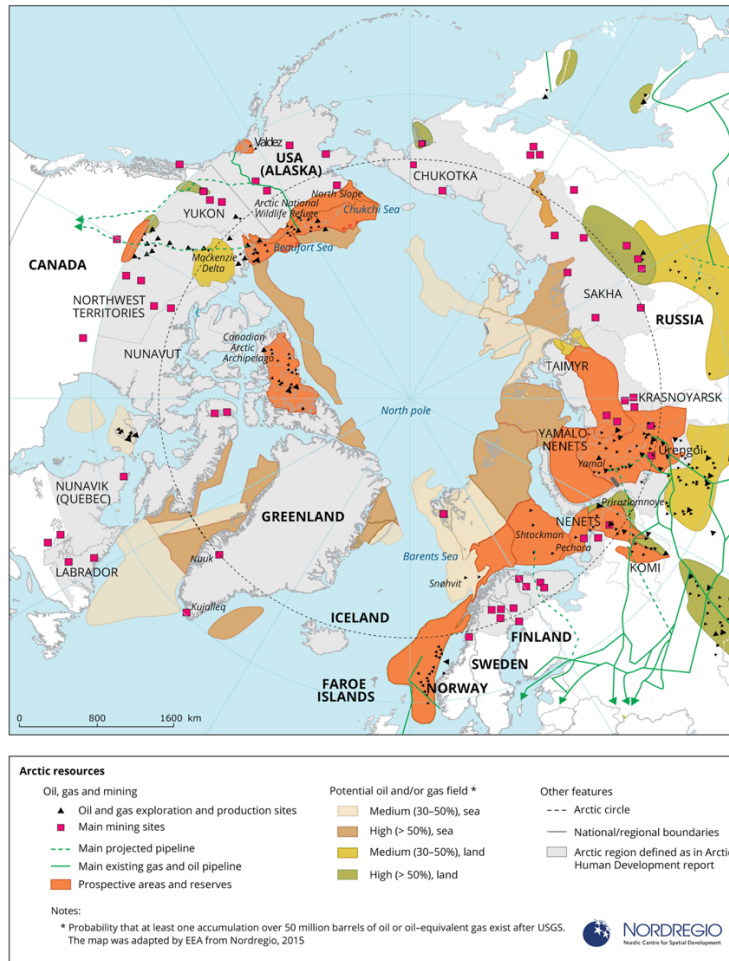 Valdez
USA
(ALASKA)
CHUKOTKA
North Slope
Arctic National
Wildlife Refuge
Chukchi Sea
YUKON
Beaufort Sea
Mackenzie
Delta
CANADA
NORTHWEST
TERRITORIES
SAKHA
RUSSIA
NUNAVUT
Canadian
Arctic
Archipelago
TAIMYR
KRASNOYARSK
North pole
YAMALO-
NENETS
Urengoi
Yamal
NUNAVIK
(QUEBEC)
GREENLAND
Prirazlomnoye
NENETS
Shtockman
Pechora
Barents Sea
KOMI
LABRADOR
Nuuk
Snøhvit
Kujalleq
ICELAND
FINLAND
SWEDEN
FAROE
ISLANDS
NORWAY
0 800 1600 km
Arctic resources
Oil, gas and mining
Oil and gas exploration and production sites
Main mining sites
Main projected pipeline
Main existing gas and oil pipeline
Prospective areas and reserves
Potential oil and/or gas field *
Medium (30–50%), sea
High (> 50%), sea
Medium (30–50%), land
High (> 50%), land
Other features
Arctic circle
National/regional boundaries
Arctic region defined as in Arctic
Human Development report
Notes:
* Probability that at least one accumulation over 50 million barrels of oil or oil–equivalent gas exist after USGS.
The map was adapted by EEA from Nordregio, 2015
NORDREGIO
Nordic Centre for Spatial Development